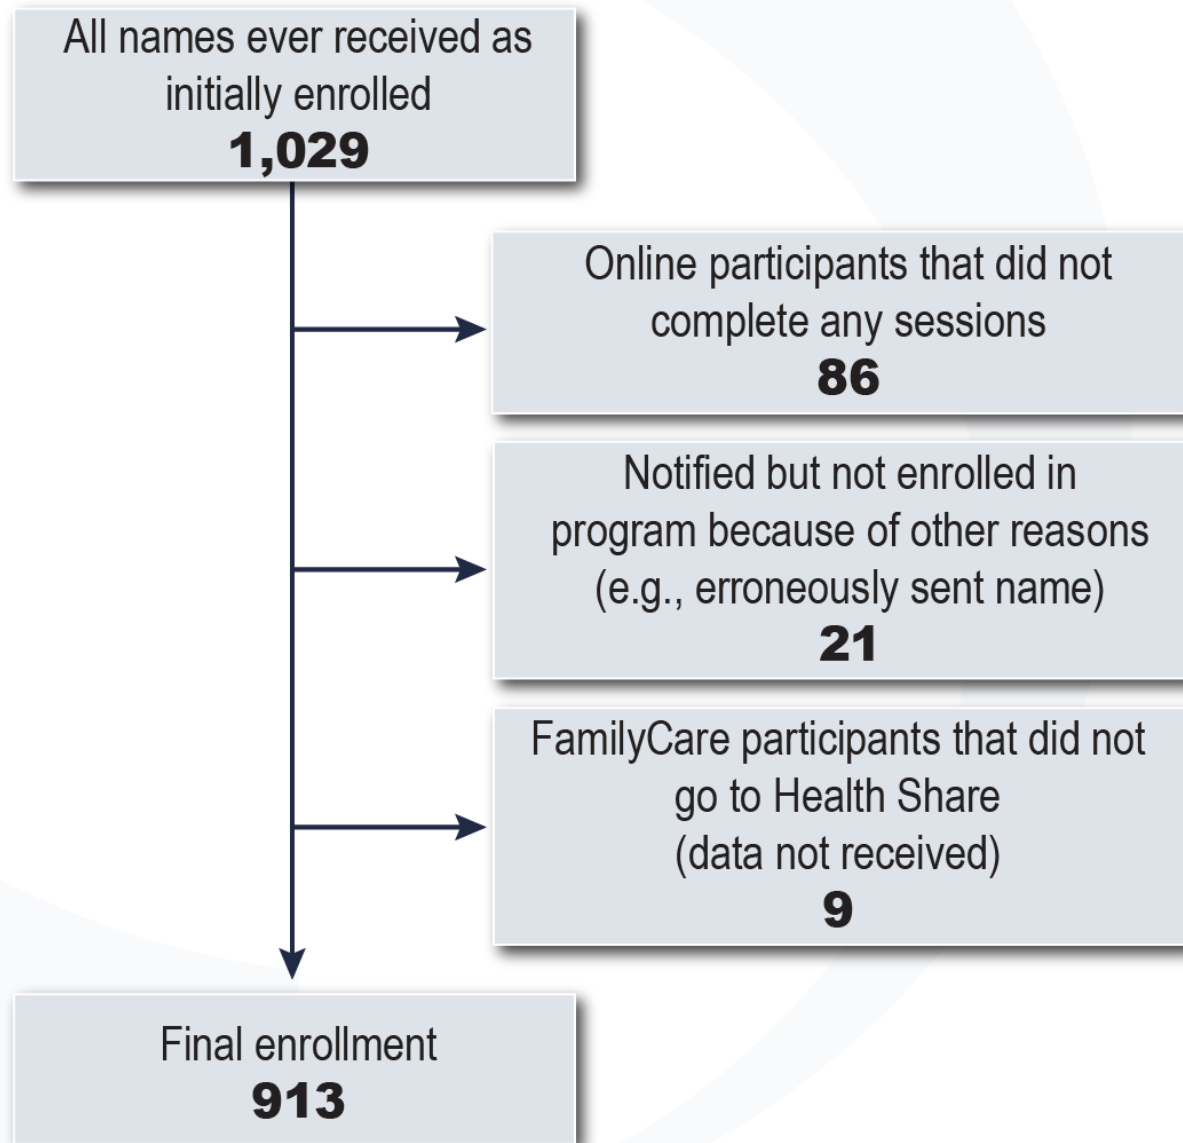 All names ever received as
initially enrolled
1,029
Online participants that did not
complete any sessions
86
Notified but not enrolled in
program because of other reasons
(e.g., erroneously sent name)
21
FamilyCare participants that did not
go to Health Share
(data not received)
9
Final enrollment
913